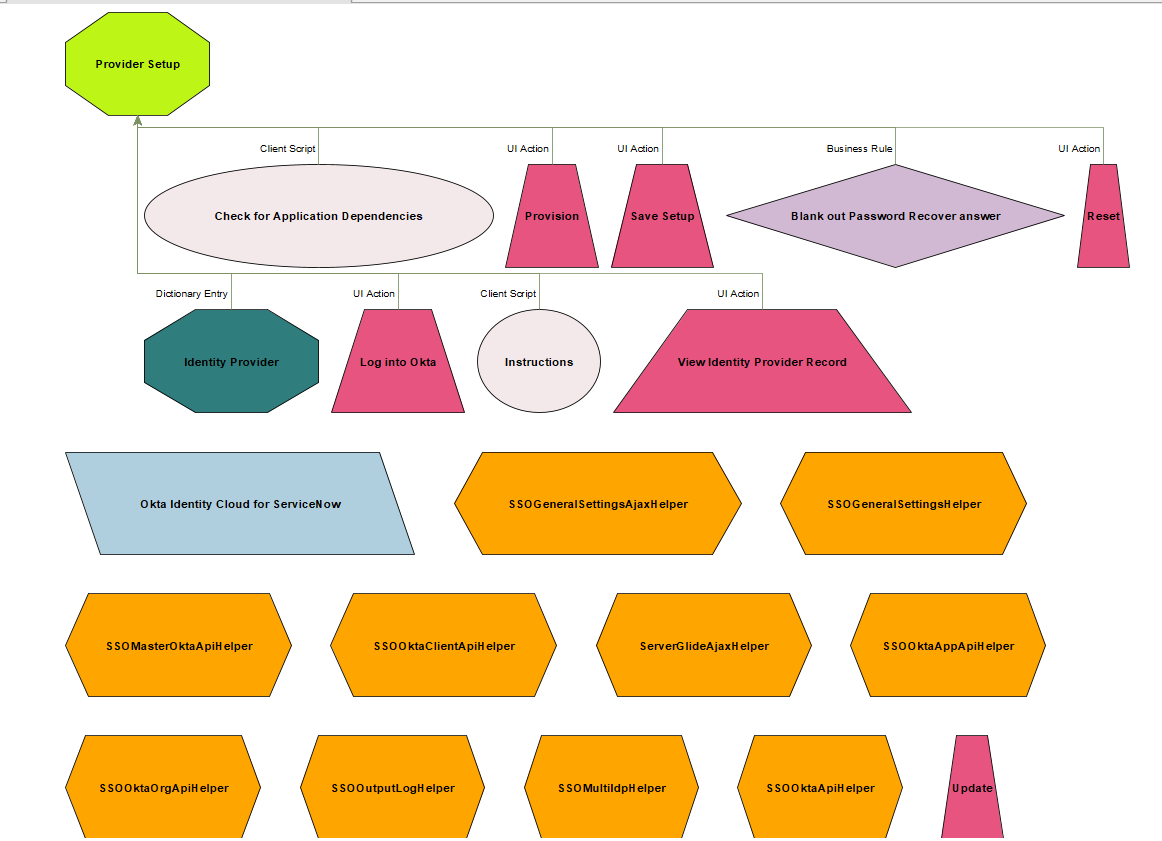 Provider Setup
Client Script
UI Action
UI Action
Business Rule
UI Action
Check for Application Dependencies
Provision
Save Setup
Blank out Password Recover answer
Reset
Dictionary Entry
UI Action
Client Script
UI Action
Identity Provider
Log into Okta
Instructions
View Identity Provider Record
Okta Identity Cloud for ServiceNow
SSOGeneralSettingsAjaxHelper
SSOGeneralSettingsHelper
SSOMasterOktaApiHelper
SSOOktaClientApiHelper
ServerGlideAjaxHelper
SSOOktaAppApiHelper
SSOOktaOrgApiHelper
SSOOutputLogHelper
SSOMultiIdpHelper
SSOOktaApiHelper
Update